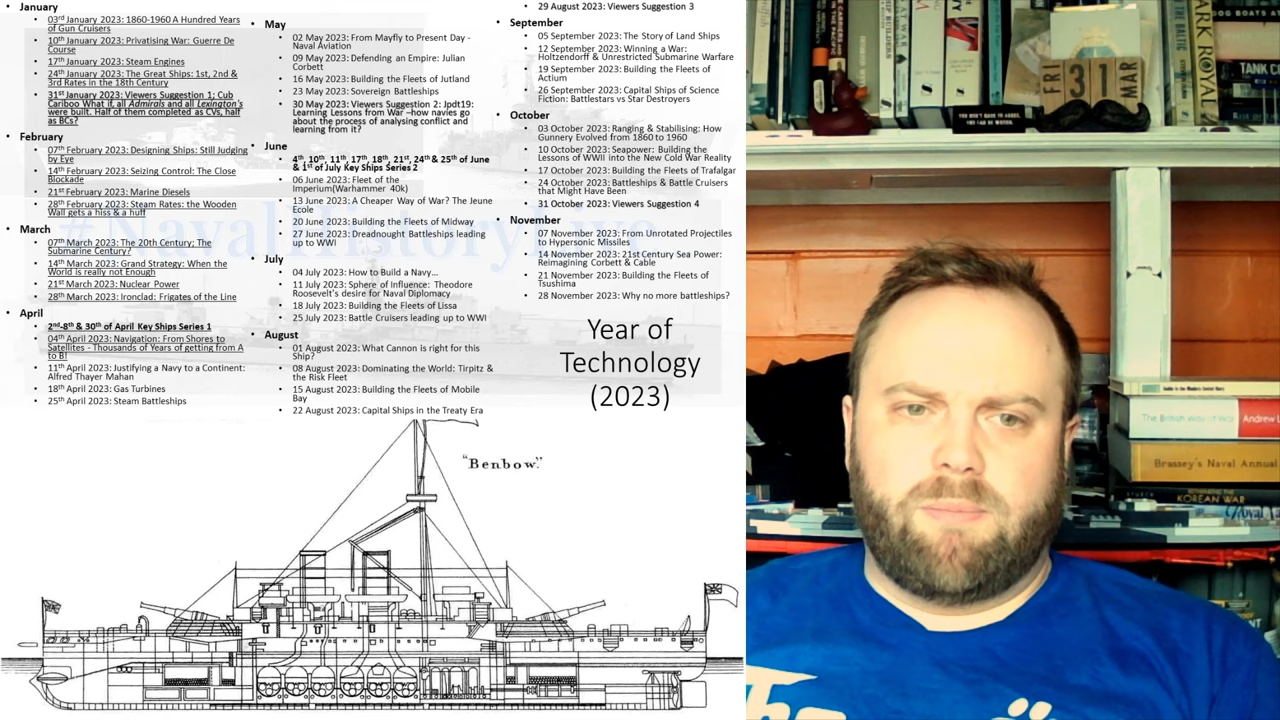 January
03rd January 2023: 1860-1960 A Hundred Years
of Gun Cruisers
10th January 2023: Privatising War: Guerre De
Course
17th January 2023: Steam Engines
24th January 2023: The Great Ships: 1st, 2nd &
3rd Rates in the 18th Century
31st January 2023: Viewers Suggestion 1; Cub
Cariboo What if, all Admirals and all Lexington's
were built. Half of them completed as CVs, half
as BCs?
February
07th February 2023: Designing Ships: Still Judging
by Eye
14th February 2023: Seizing Control: The Close
Blockade
21st February 2023: Marine Diesels
28th February 2023: Steam Rates: the Wooden
Wall gets a hiss & a huff
March
07th March 2023: The 20th Century; The
Submarine Century?
14th March 2023: Grand Strategy: When the
World is really not Enough
21st March 2023: Nuclear Power
28th March 2023: Ironclad: Frigates of the Line
April
2nd-8th & 30th of April Key Ships Series 1
04th April 2023: Navigation: From Shores to
Satellites - Thousands of Years of getting from A
to B!
11th April 2023: Justifying a Navy to a Continent:
Alfred Thayer Mahan
18th April 2023: Gas Turbines
25th April 2023: Steam Battleships
May
02 May 2023: From Mayfly to Present Day -
Naval Aviation
09 May 2023: Defending an Empire: Julian
Corbett
16 May 2023: Building the Fleets of Jutland
23 May 2023: Sovereign Battleships
30 May 2023: Viewers Suggestion 2: Jpdt19:
Learning Lessons from War –how navies go
about the process of analysing conflict and
learning from it?
June
4th, 10th, 11th, 17th, 18th, 21st, 24th & 25th of June
& 1st of July Key Ships Series 2
06 June 2023: Fleet of the
Imperium(Warhammer 40k)
13 June 2023: A Cheaper Way of War? The Jeune
Ecole
20 June 2023: Building the Fleets of Midway
27 June 2023: Dreadnought Battleships leading
up to WWI
July
04 July 2023: How to Build a Navy...
11 July 2023: Sphere of Influence: Theodore
Roosevelt's desire for Naval Diplomacy
18 July 2023: Building the Fleets of Lissa
25 July 2023: Battle Cruisers leading up to WWI
August
01 August 2023: What Cannon is right for this
Ship?
08 August 2023: Dominating the World: Tirpitz &
the Risk Fleet
15 August 2023: Building the Fleets of Mobile
Bay
22 August 2023: Capital Ships in the Treaty Era
29 August 2023: Viewers Suggestion 3
September
05 September 2023: The Story of Land Ships
12 September 2023: Winning a War:
Holtzendorff & Unrestricted Submarine Warfare
19 September 2023: Building the Fleets of
Actium
26 September 2023: Capital Ships of Science
Fiction: Battlestars vs Star Destroyers
October
03 October 2023: Ranging & Stabilising: How
Gunnery Evolved from 1860 to 1960
10 October 2023: Seapower: Building the
Lessons of WWII into the New Cold War Reality
17 October 2023: Building the Fleets of Trafalgar
24 October 2023: Battleships & Battle Cruisers
that Might Have Been
31 October 2023: Viewers Suggestion 4
November
07 November 2023: From Unrotated Projectiles
to Hypersonic Missiles
14 November 2023: 21st Century Sea Power:
Reimagining Corbett & Cable
21 November 2023: Building the Fleets of
Tsushima
28 November 2023: Why no more battleships?
#NavalHistoryLive
Year of
Technology
(2023)
"Benbow."
FRI
31
MAR
THE BALTIC
ARK ROYAL
DOG BOATS AT
TANK
The British Way of War
Andrew L
Brassey's Naval Annual
KOREAN WAR